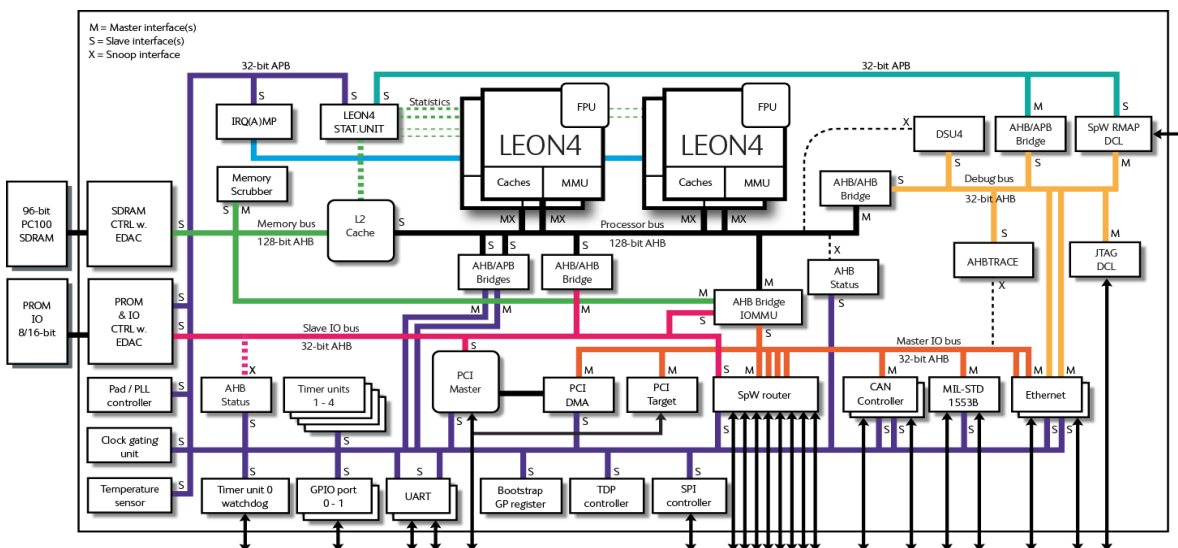 M = Master interface(s)
S = Slave interface(s)
X = Snoop interface
32-bit APB
32-bit APB
S
S
S
M
S
Statistics
IRQ(A)MP
LEON4
STAT.UNIT
FPU
LEON4
Caches
MMU
FPU
LEON4
Caches
MMU
X
DSU4
AHB/APB
Bridge
SpW RMAP
DCL
S
S
M
Memory
Scrubber
S
M
AHB/AHB
Bridge
S
M
Debug bus
32-bit AHB
96-bit
PC100
SDRAM
SDRAM
CTRL w.
EDAC
S
Memory bus
128-bit AHB
L2
Cache
S
MX
MX
Processor bus
128-bit AHB
S
S
S
X
S
M
AHB/APB
Bridges
AHB/AHB
Bridge
AHB
Status
AHBTRACE
JTAG
DCL
M
M
M
S
X
PROM
IO
8/16-bit
PROM
& IO
CTRL w.
EDAC
S
S
M
M
AHB Bridge
IOMMU
S
S
Slave IO bus
32-bit AHB
Master IO bus
32-bit AHB
Pad / PLL
controller
X
AHB
Status
S
Timer units
1 - 4
S
PCI
Master
S
M
PCI
DMA
S
M
PCI
Target
S
M
SpW router
S
M
CAN
Controller
S
S
M
MIL-STD
1553B
S
M
M
M
Ethernet
S
S
Clock gating
unit
Temperature
sensor
S
Timer unit 0
watchdog
S
GPIO port
0 - 1
S
S
UART
S
Bootstrap
GP register
S
TDP
controller
S
SPI
controller